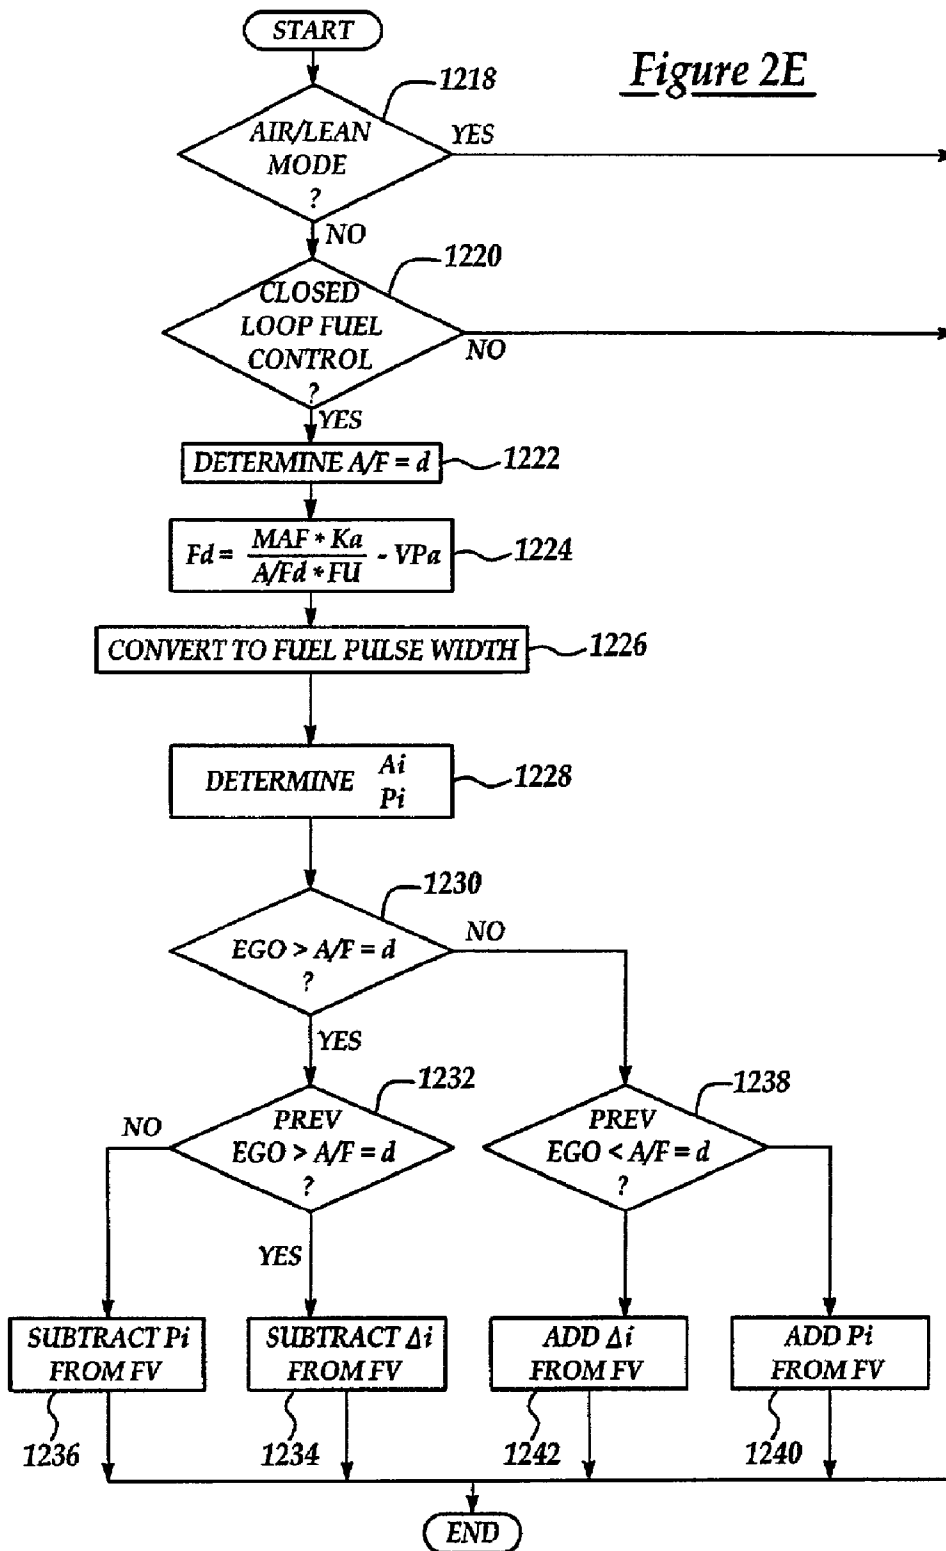 START
Figure 2E
1218
AIR/LEAN
MODE
?
YES
NO
1220
CLOSED
LOOP FUEL
CONTROL
?
NO
YES
DETERMINE A/F = d
1222
Fd = MAF * Ka / A/Fd * FU - VPa
1224
CONVERT TO FUEL PULSE WIDTH
1226
DETERMINE Ai
Pi
1228
1230
EGO > A/F = d
?
NO
YES
1232
PREV
EGO > A/F = d
?
NO
YES
1238
PREV
EGO < A/F = d
?
SUBTRACT Pi
FROM FV
1236
SUBTRACT Δi
FROM FV
1234
ADD Δi
FROM FV
1242
ADD Pi
FROM FV
1240
END